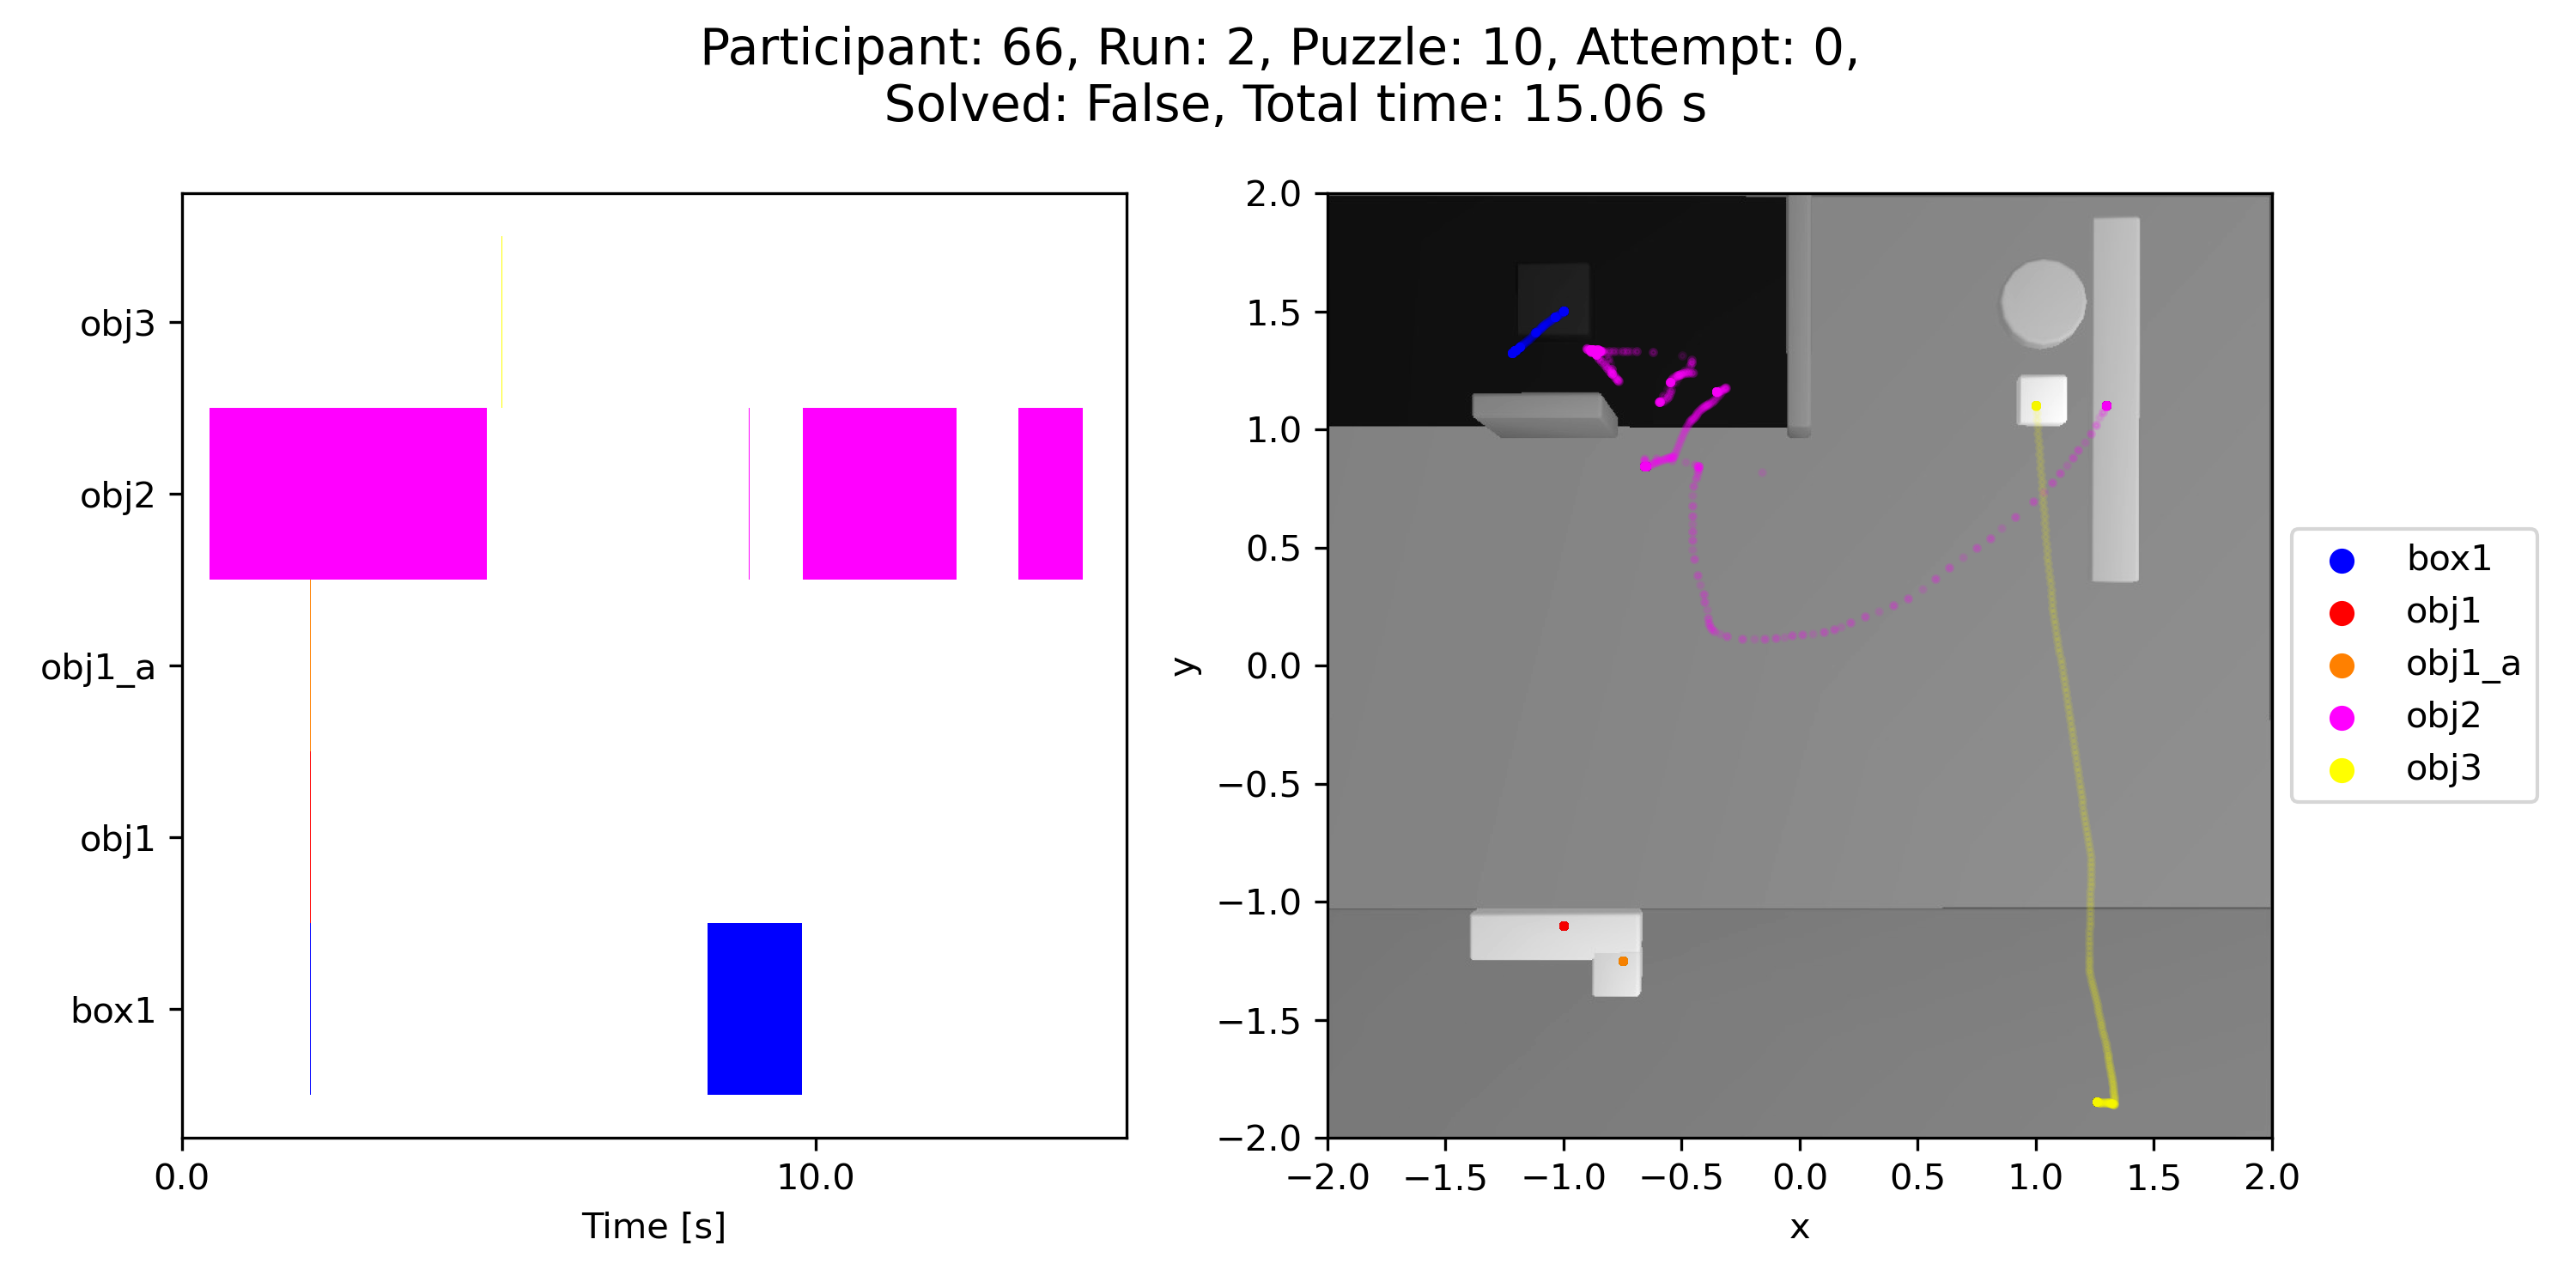 Participant: 66, Run: 2, Puzzle: 10, Attempt: 0,
Solved: False, Total time: 15.06 s
obj3
obj2
obj1_a
obj1
box1
0.0
10.0
Time [s]
2.0
1.5
1.0
0.5
0.0
−0.5
−1.0
−1.5
−2.0
y
−2.0
−1.5
−1.0
−0.5
0.0
0.5
1.0
1.5
2.0
x
box1
obj1
obj1_a
obj2
obj3